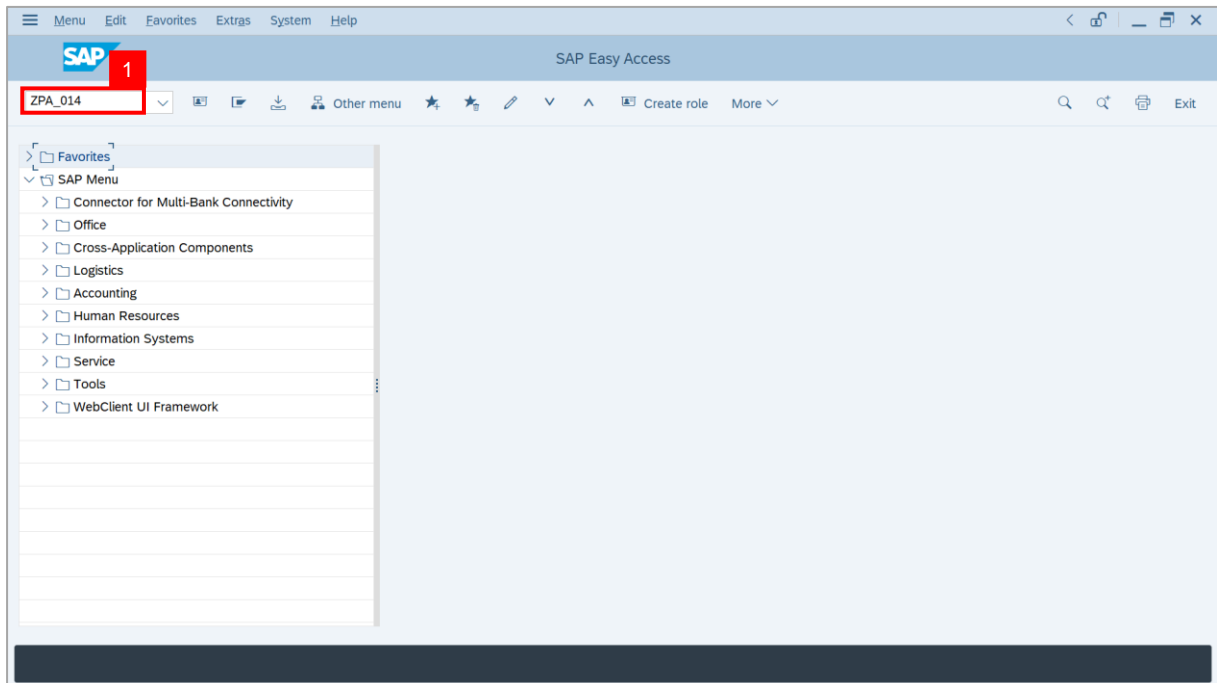 Menu Edit Favorites Extras System Help
SAP
SAP Easy Access
1
ZPA_014 Other menu Create role More Exit
Favorites
SAP Menu
Connector for Multi-Bank Connectivity
Office
Cross-Application Components
Logistics
Accounting
Human Resources
Information Systems
Service
Tools
WebClient UI Framework